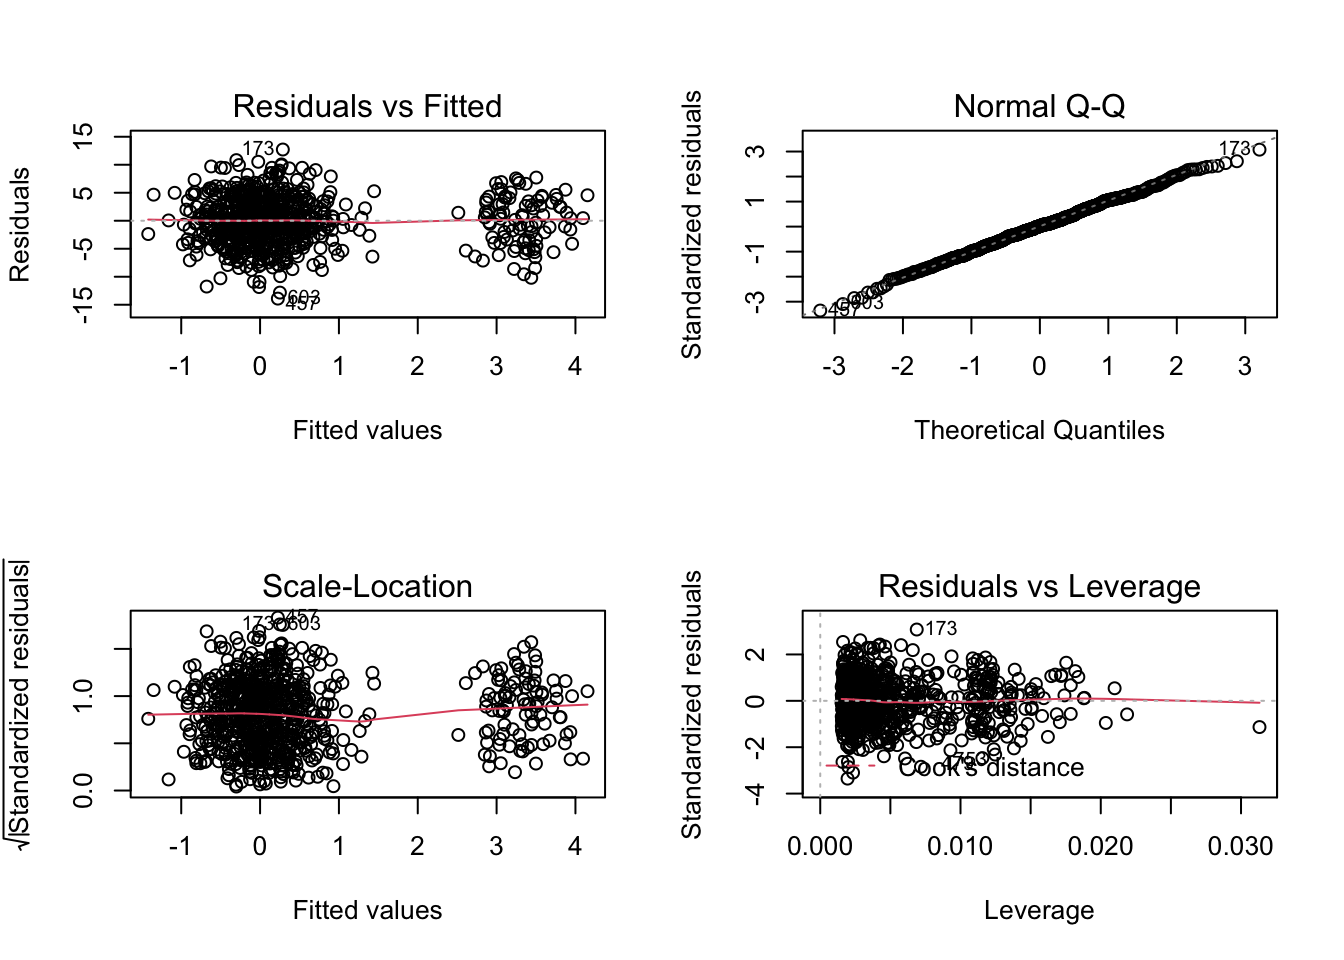 Residuals vs Fitted
Residuals
15
5
-5
-15
173
603
457
-1 0 1 2 3 4
Fitted values
Normal Q-Q
Standardized residuals
3
1
-1
-3
173
457
-3 -2 -1 0 1 2 3
Theoretical Quantiles
Scale-Location
√|Standardized residuals|
1.0
0.0
457
173
603
-1 0 1 2 3 4
Fitted values
Residuals vs Leverage
Standardized residuals
2
0
-2
-4
173
Cook's distance
0.000 0.010 0.020 0.030
Leverage